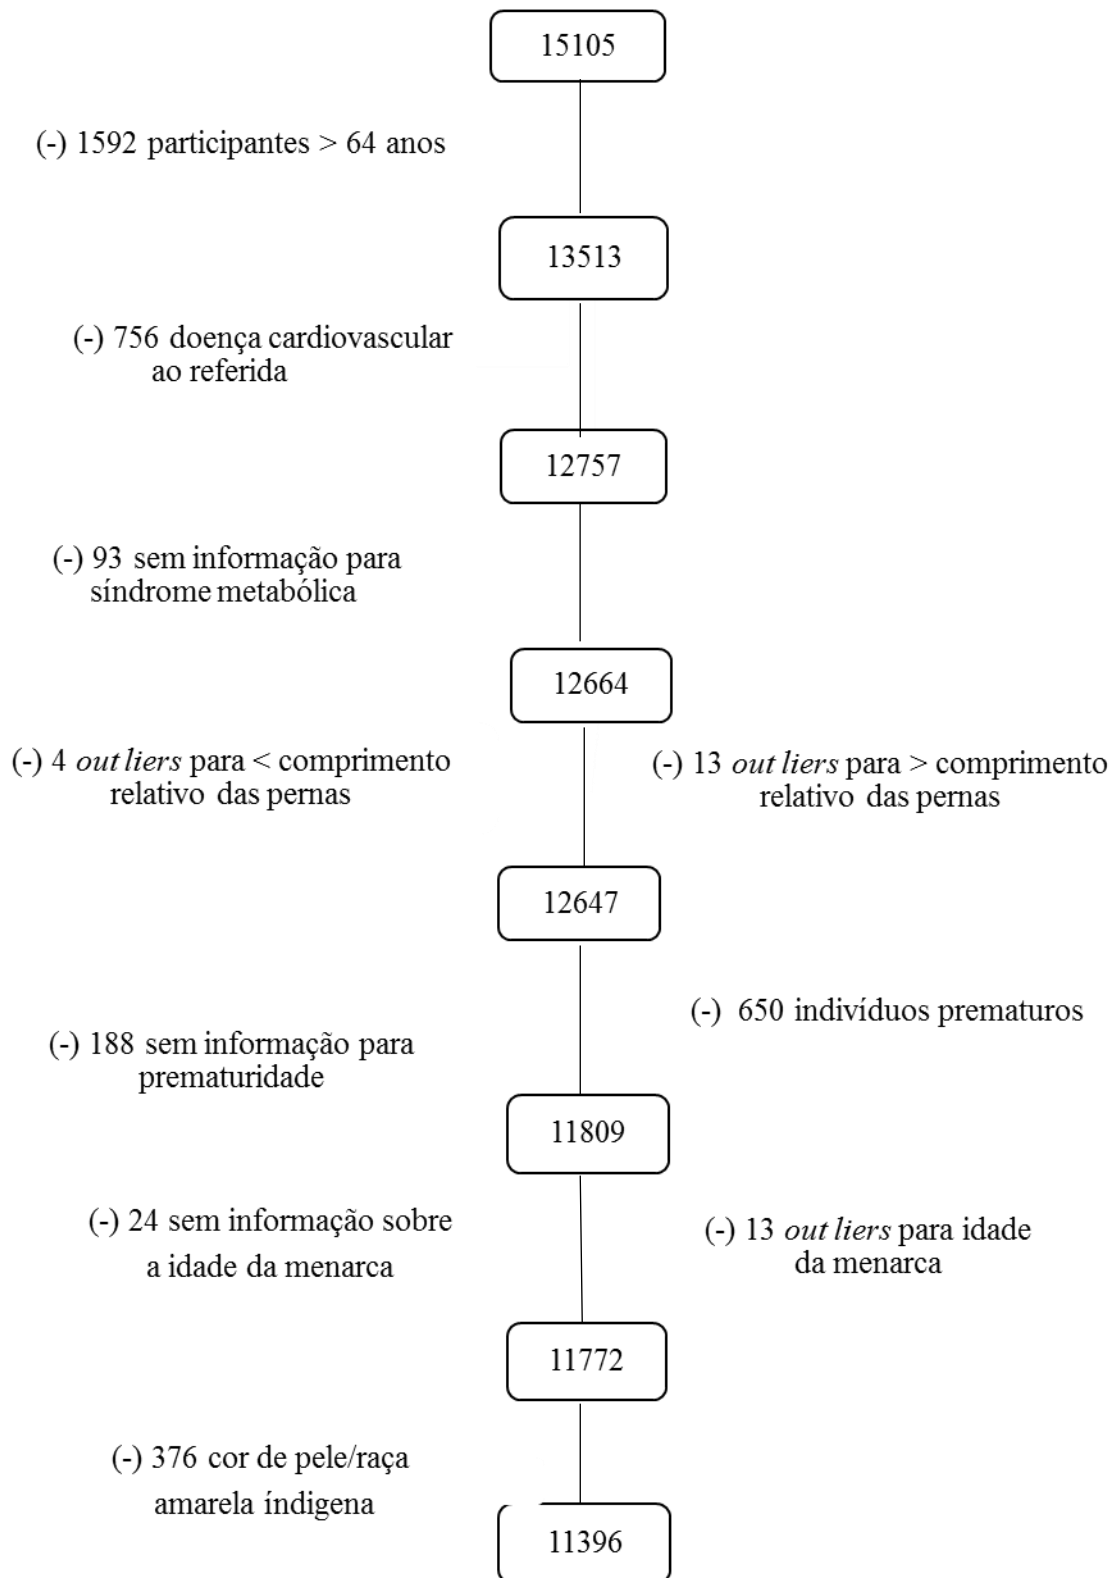 15105
(-) 1592 participantes > 64 anos
13513
(-) 756 doença cardiovascular
ao referida
12757
(-) 93 sem informação para
síndrome metabólica
12664
(-) 4 out liers para < comprimento
relativo das pernas
(-) 13 out liers para > comprimento
relativo das pernas
12647
(-) 650 indivíduos prematuros
(-) 188 sem informação para
prematuridade
11809
(-) 24 sem informação sobre
a idade da menarca
(-) 13 out liers para idade
da menarca
11772
(-) 376 cor de pele/raça
amarela índigena
11396